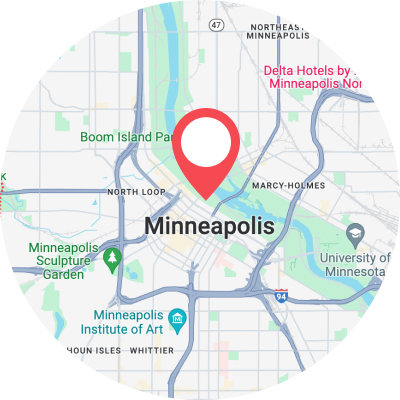 47
NORTHEAST
MINNEAPOLIS
Delta Hotels by
Minneapolis Nor
Boom Island Par
K
NORTH LOOP
MARCY-HOLMES
Minneapolis
Minneapolis
Sculpture
Garden
University of
Minnesota
94
Minneapolis
Institute of Art
HOUN ISLES
WHITTIER